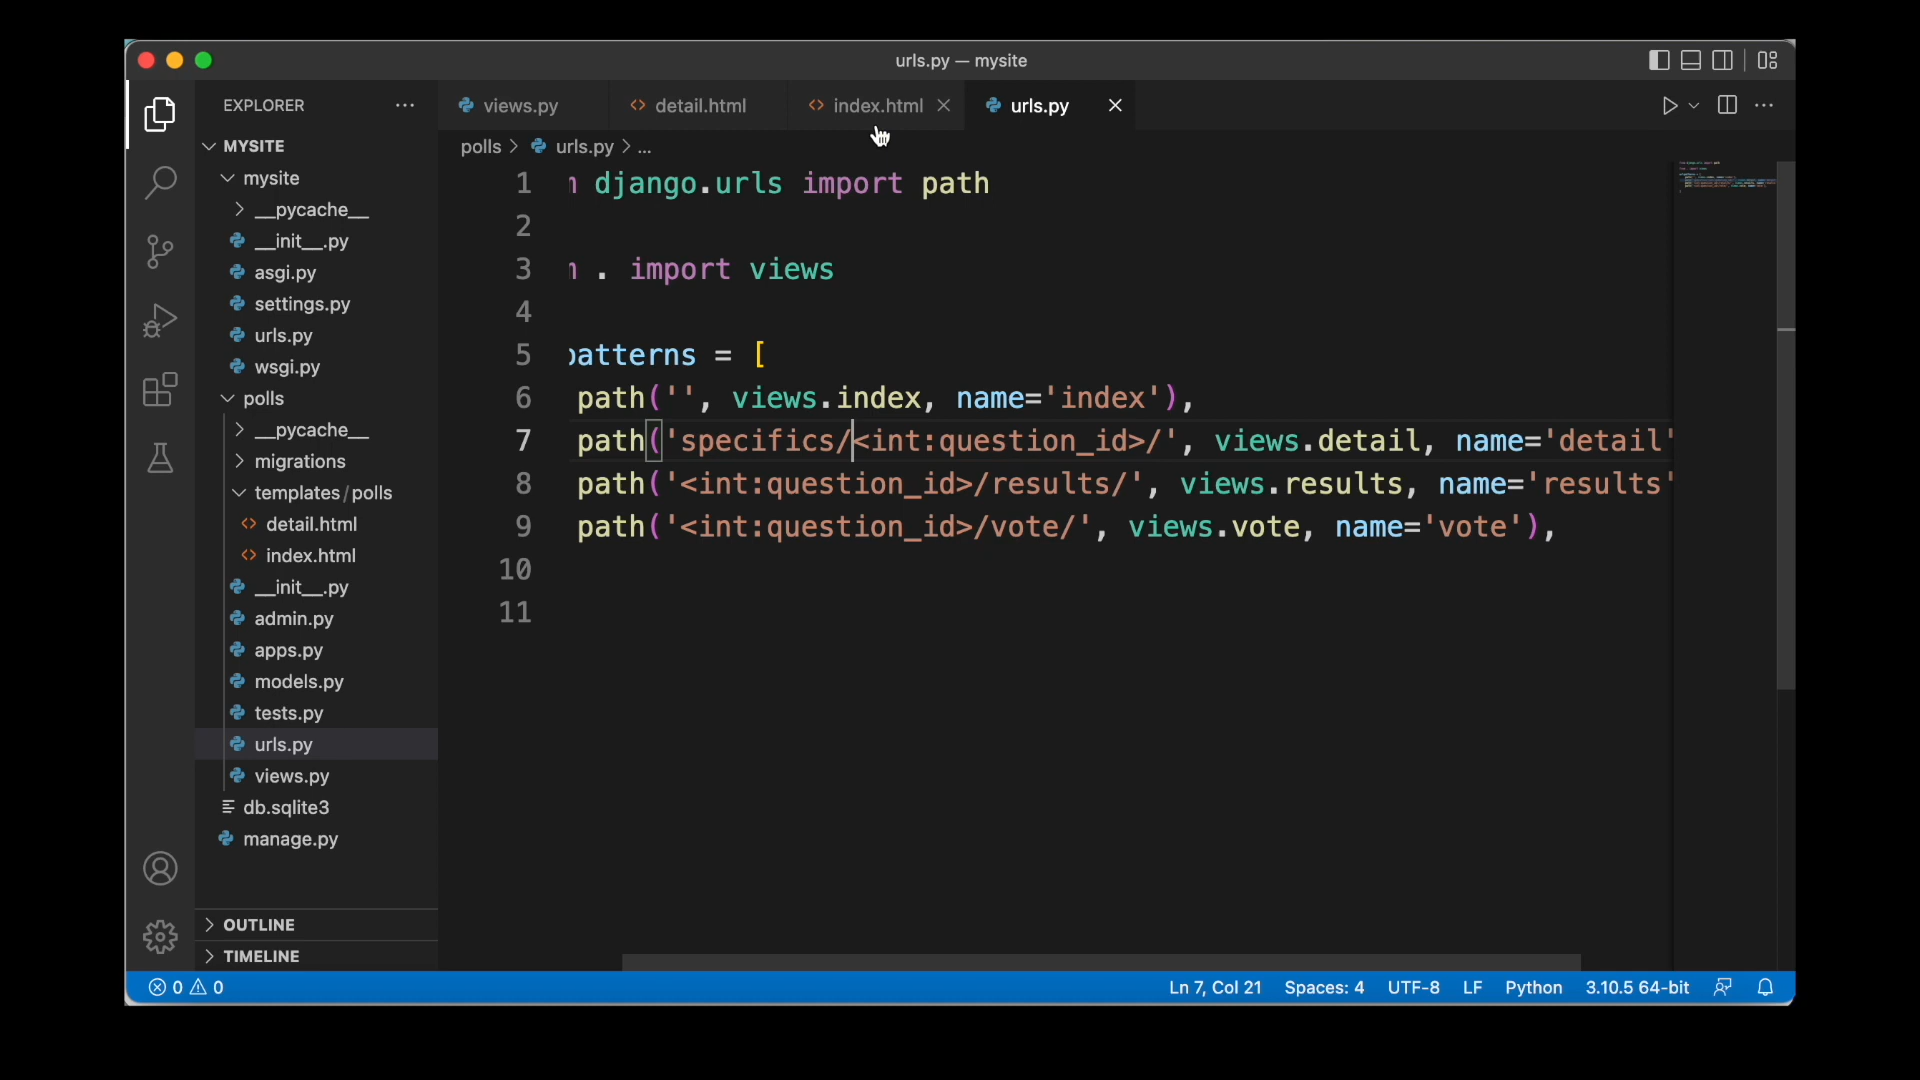 urls.py — mysite
EXPLORER
views.py
detail.html
index.html
urls.py
polls > urls.py > ...
MYSITE
mysite
__pycache__
__init__.py
asgi.py
settings.py
urls.py
wsgi.py
polls
__pycache__
migrations
templates/polls
detail.html
index.html
__init__.py
admin.py
apps.py
models.py
tests.py
urls.py
views.py
db.sqlite3
manage.py
OUTLINE
TIMELINE
1 django.urls import path
2
3 . import views
4
5 patterns = [
6 path('', views.index, name='index'),
7 path('specifics/<int:question_id>/', views.detail, name='detail'
8 path('<int:question_id>/results/', views.results, name='results'
9 path('<int:question_id>/vote/', views.vote, name='vote'),
10
11
0 0
Ln 7, Col 21 Spaces: 4 UTF-8 LF Python 3.10.5 64-bit